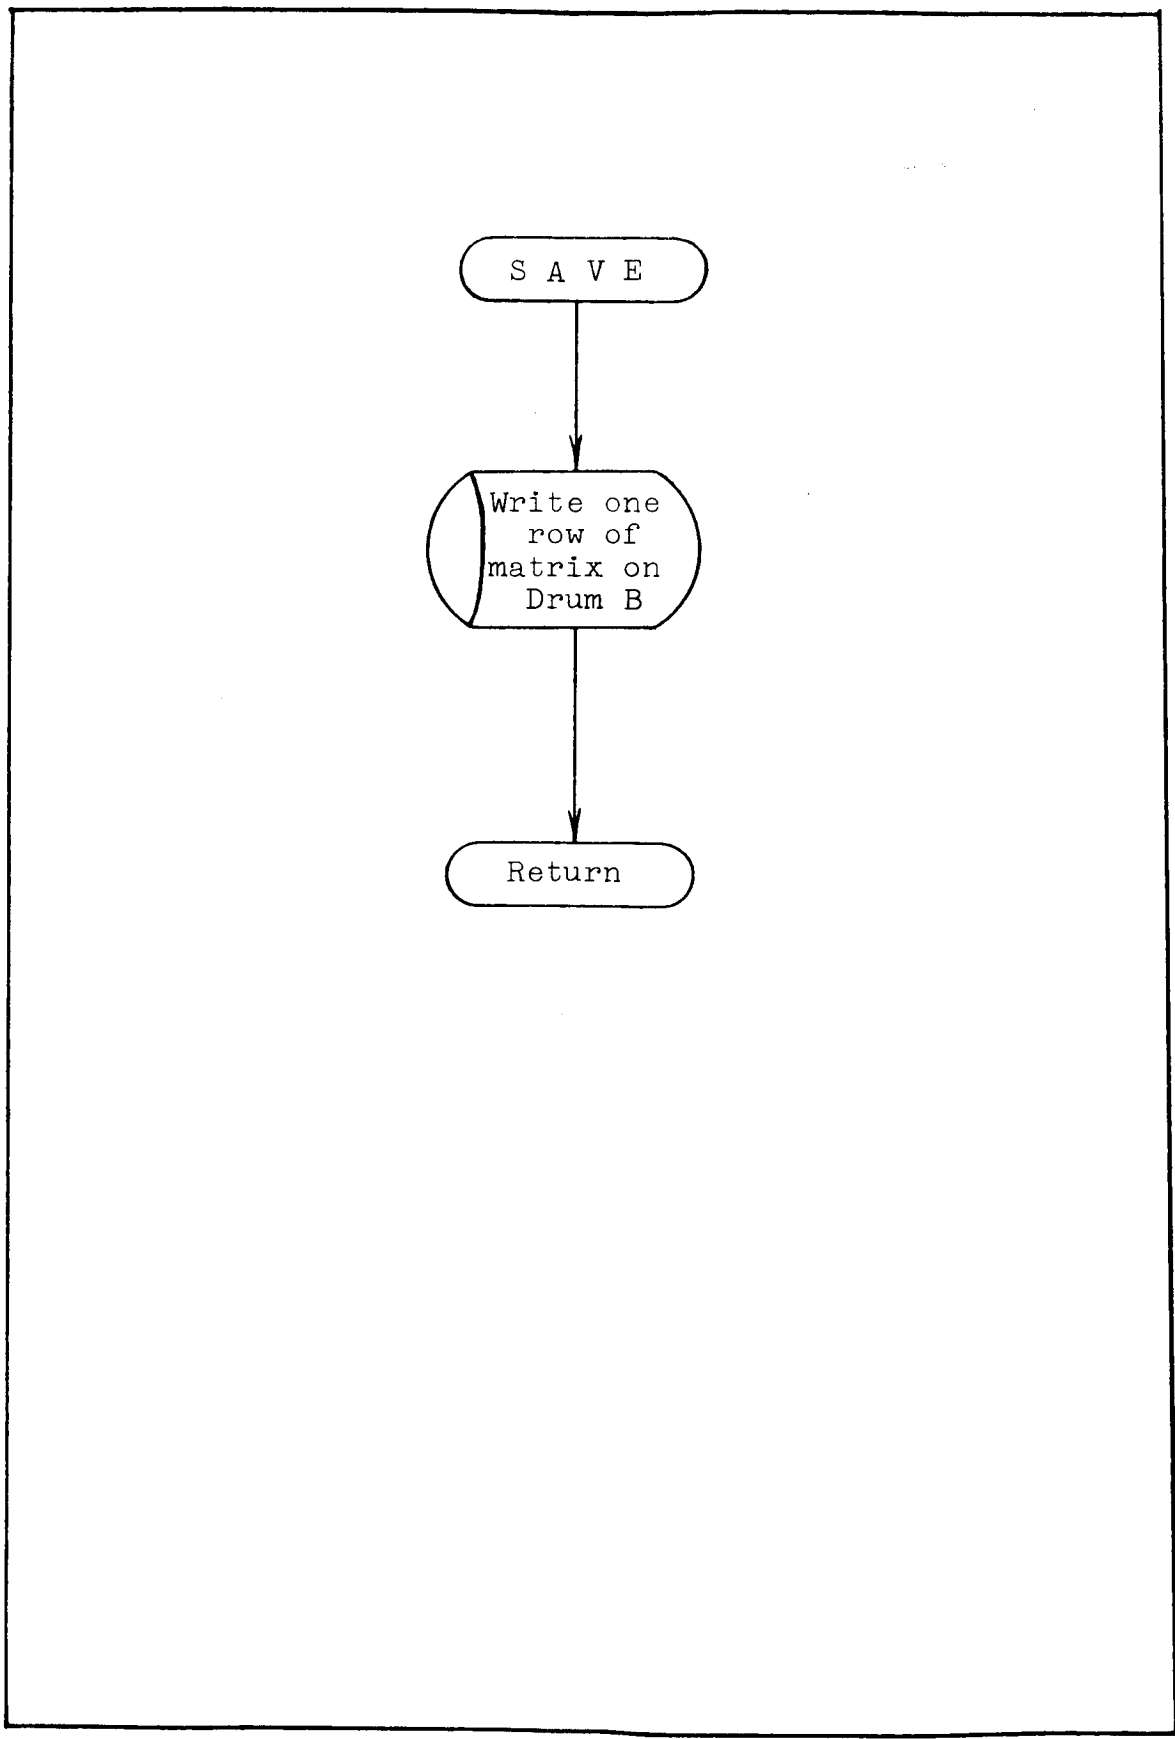 S A V E
Write one
row of
matrix on
Drum B
Return